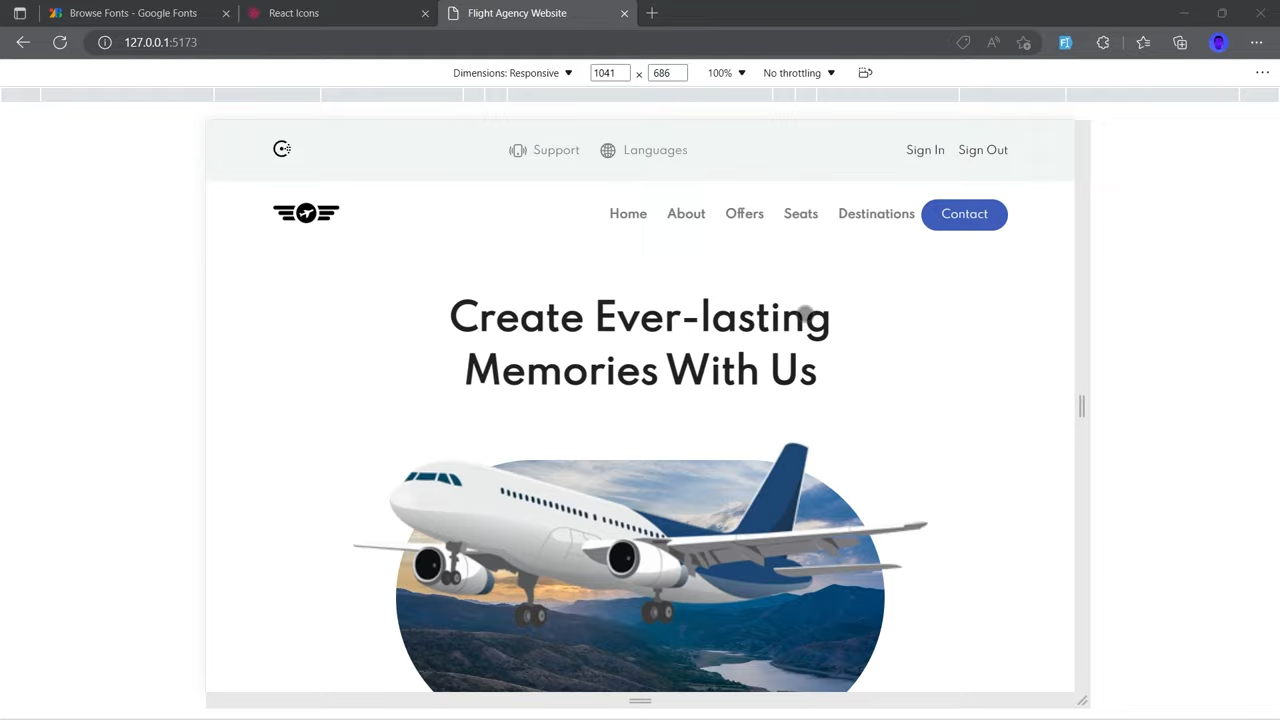 Browse Fonts - Google Fonts
React Icons
Flight Agency Website
127.0.0.1:5173
Dimensions: Responsive
1041 × 686
100%
No throttling
Support
Languages
Sign In
Sign Out
Home
About
Offers
Seats
Destinations
Contact
Create Ever-lasting
Memories With Us